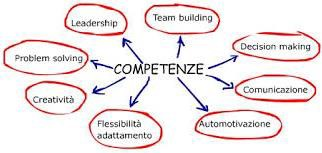 Team building
Leadership
Decision making
Problem solving
COMPETENZE
Comunicazione
Creatività
Flessibilità
adattamento
Automotivazione